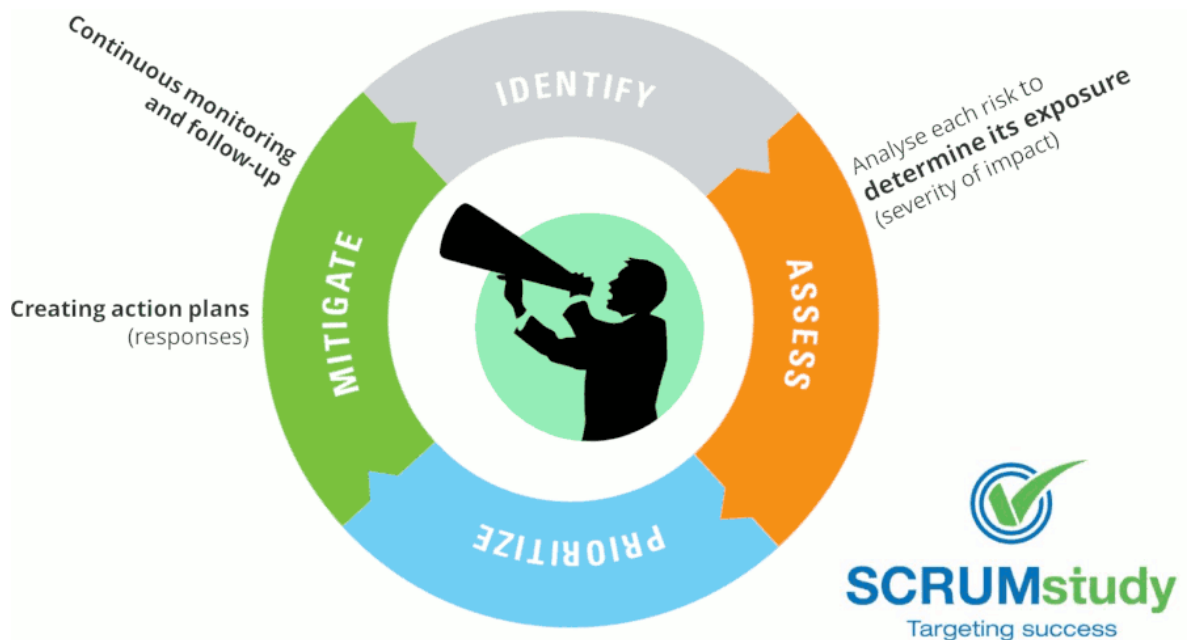 Continuous monitoring
and follow-up
IDENTIFY
Analyse each risk to
determine its exposure
(severity of impact)
ASSESS
MITIGATE
Creating action plans
(responses)
PRIORITIZE
SCRUMstudy
Targeting success